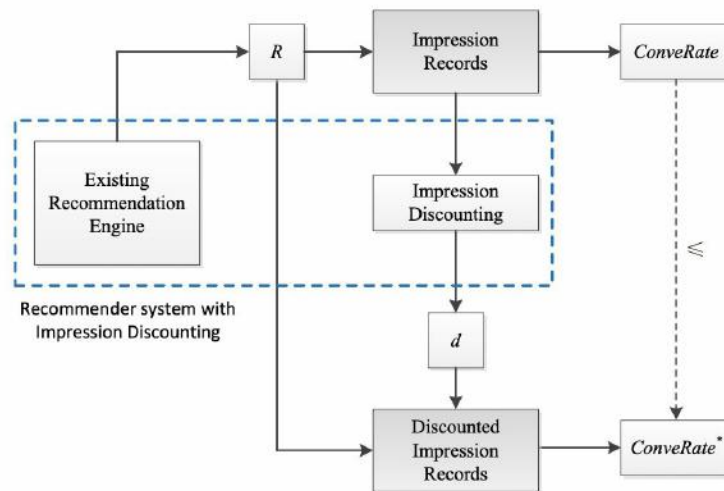 R
Impression
Records
ConveRate
Existing
Recommendation
Engine
Impression
Discounting
≤
Recommender system with
Impression Discounting
d
Discounted
Impression
Records
ConveRate*